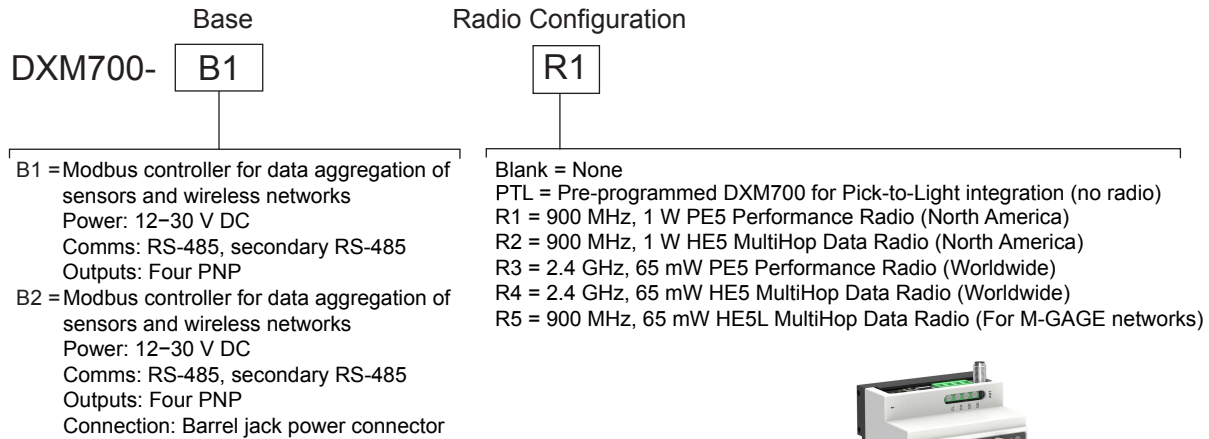 Base
Radio Configuration
DXM700-
B1
R1
B1 =Modbus controller for data aggregation of
sensors and wireless networks
Power: 12−30 V DC
Comms: RS-485, secondary RS-485
Outputs: Four PNP
B2 =Modbus controller for data aggregation of
sensors and wireless networks
Power: 12−30 V DC
Comms: RS-485, secondary RS-485
Outputs: Four PNP
Connection: Barrel jack power connector
Blank = None
PTL = Pre-programmed DXM700 for Pick-to-Light integration (no radio)
R1 = 900 MHz, 1 W PE5 Performance Radio (North America)
R2 = 900 MHz, 1 W HE5 MultiHop Data Radio (North America)
R3 = 2.4 GHz, 65 mW PE5 Performance Radio (Worldwide)
R4 = 2.4 GHz, 65 mW HE5 MultiHop Data Radio (Worldwide)
R5 = 900 MHz, 65 mW HE5L MultiHop Data Radio (For M-GAGE networks)